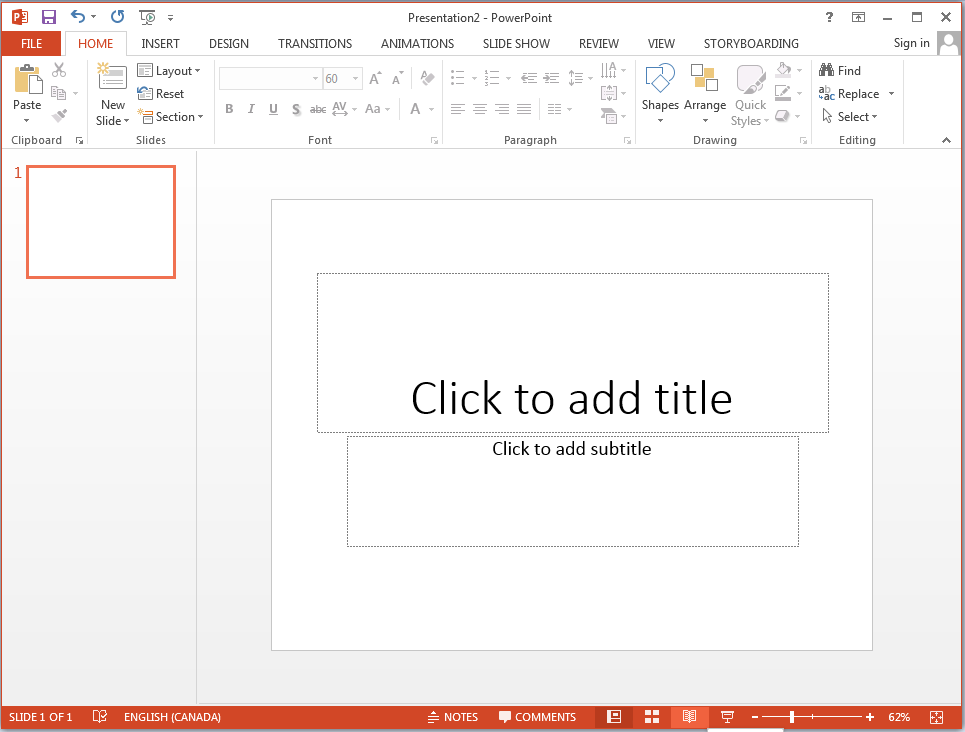 Presentation2 - PowerPoint
FILE HOME INSERT DESIGN TRANSITIONS ANIMATIONS SLIDE SHOW REVIEW VIEW STORYBOARDING Sign in
Paste
Clipboard
New
Slide
Layout
Reset
Section
Slides
60
B I U S abc AV Aa A
Font
Paragraph
Shapes Arrange Quick
Styles
Drawing
Find
Replace
Select
Editing
1
Click to add title
Click to add subtitle
SLIDE 1 OF 1 ENGLISH (CANADA) NOTES COMMENTS 62%